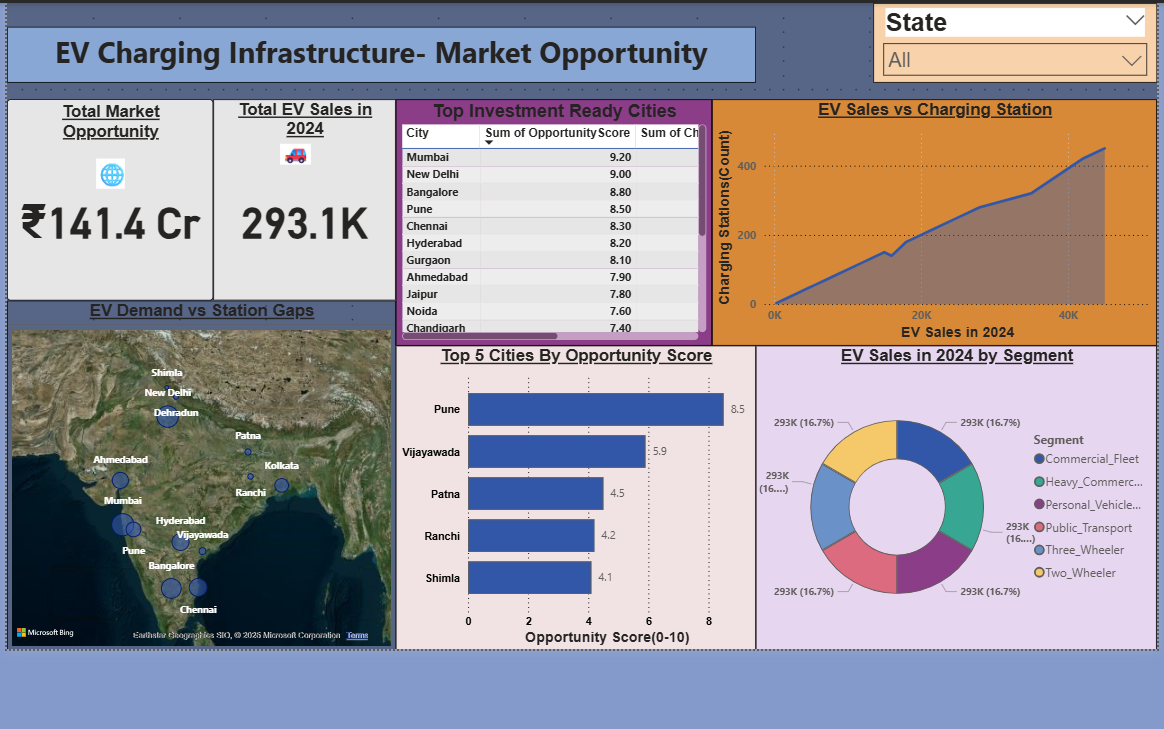 EV Charging Infrastructure- Market Opportunity
State
All
Total Market
Opportunity
₹141.4 Cr
Total EV Sales in
2024
293.1K
Top Investment Ready Cities
City Sum of OpportunityScore Sum of Ch
Mumbai 9.20
New Delhi 9.00
Bangalore 8.80
Pune 8.50
Chennai 8.30
Hyderabad 8.20
Gurgaon 8.10
Ahmedabad 7.90
Jaipur 7.80
Noida 7.60
Chandigarh 7.40
EV Sales vs Charging Station
Charging Stations(Count)
400
200
0
0K 20K 40K
EV Sales in 2024
EV Demand vs Station Gaps
Shimla
New Delhi
Dehradun
Patna
Ahmedabad
Kolkata
Ranchi
Mumbai
Hyderabad
Vijayawada
Pune
Bangalore
Chennai
Microsoft Bing
Earthstar Geographics SIO, © 2025 Microsoft Corporation Terms
Top 5 Cities By Opportunity Score
Pune 8.5
Vijayawada 5.9
Patna 4.5
Ranchi 4.2
Shimla 4.1
0 2 4 6 8
Opportunity Score(0-10)
EV Sales in 2024 by Segment
293K (16.7%) 293K (16.7%)
293K
(16....)
293K
(16....)
293K (16.7%) 293K (16.7%)
Segment
Commercial_Fleet
Heavy_Commerc...
Personal_Vehicle...
Public_Transport
Three_Wheeler
Two_Wheeler